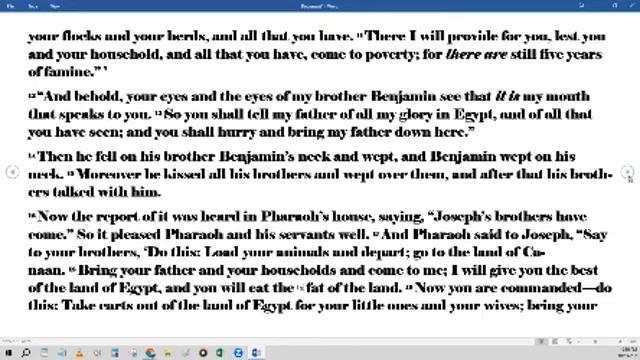 your flocks and your herds, and all that you have. 11 There I will provide for you, lest you
and your household, and all that you have, come to poverty; for there are still five years
of famine.” ’
12 “And behold, your eyes and the eyes of my brother Benjamin see that it is my mouth
that speaks to you. 13 So you shall tell my father of all my glory in Egypt, and of all that
you have seen; and you shall hurry and bring my father down here.”
14 Then he fell on his brother Benjamin’s neck and wept, and Benjamin wept on his
neck. 15 Moreover he kissed all his brothers and wept over them, and after that his broth-
ers talked with him.
16 Now the report of it was heard in Pharaoh’s house, saying, “Joseph’s brothers have
come.” So it pleased Pharaoh and his servants well. 17 And Pharaoh said to Joseph, “Say
to your brothers, ‘Do this: Load your animals and depart; go to the land of Ca-
naan. 18 Bring your father and your households and come to me; I will give you the best
of the land of Egypt, and you will eat the fat of the land. 19 Now you are commanded—do
this: Take carts out of the land of Egypt for your little ones and your wives; bring your